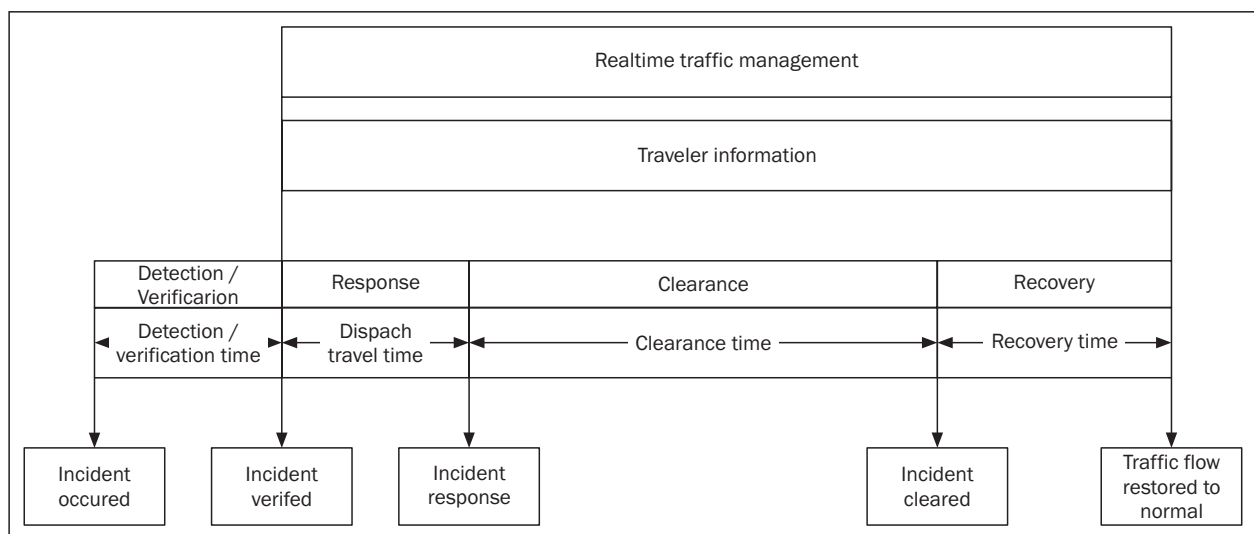 Realtime traffic management
Traveler information
Detection /
Verificarion
Response
Clearance
Recovery
Detection /
verification time
Dispach
travel time
Clearance time
Recovery time
Incident
occured
Incident
verifed
Incident
response
Incident
cleared
Traffic flow
restored to
normal